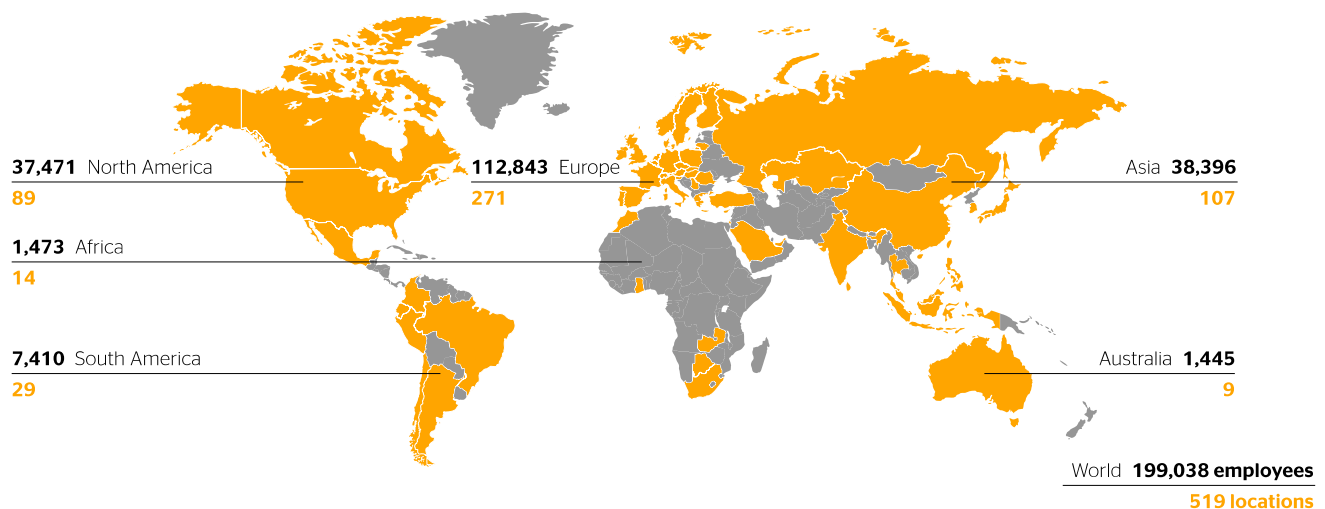 37,471 North America
89
112,843 Europe
271
Asia 38,396
107
1,473 Africa
14
7,410 South America
29
Australia 1,445
9
World 199,038 employees
519 locations